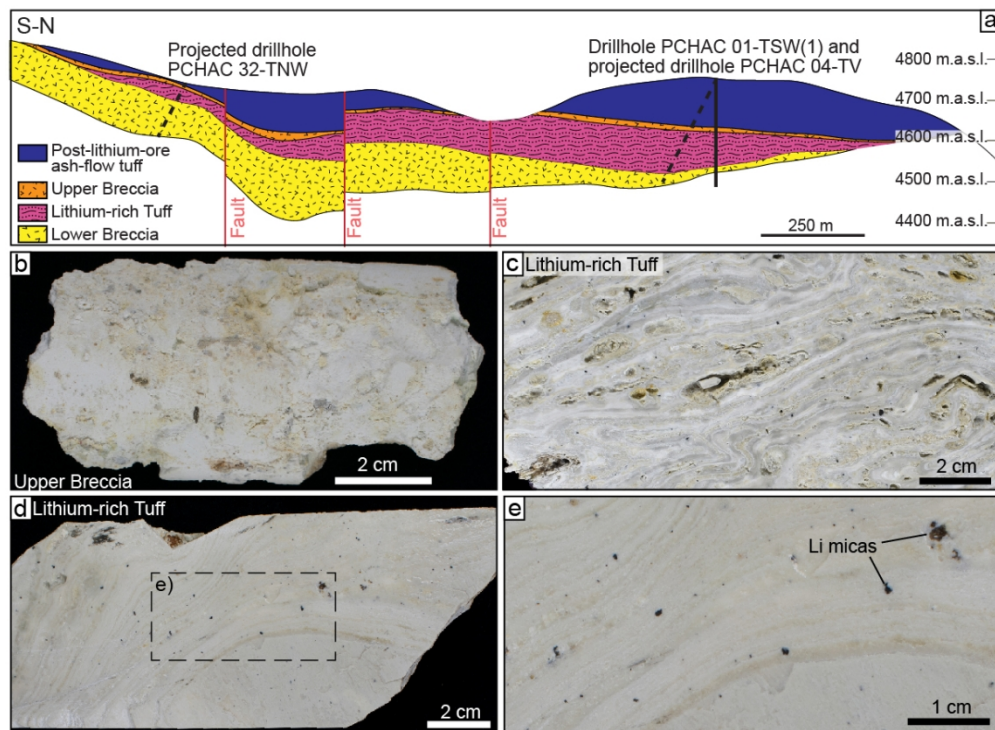 S-N
a
Projected drillhole
PCHAC 32-TNW
Drillhole PCHAC 01-TSW(1) and
projected drillhole PCHAC 04-TV
4800 m.a.s.l.
4700 m.a.s.l.
4600 m.a.s.l.
4500 m.a.s.l.
4400 m.a.s.l.
Post-lithium-ore
ash-flow tuff
Upper Breccia
Lithium-rich Tuff
Lower Breccia
Fault
Fault
Fault
250 m
b
2 cm
Upper Breccia
c Lithium-rich Tuff
2 cm
d Lithium-rich Tuff
e)
2 cm
e
Li micas
1 cm